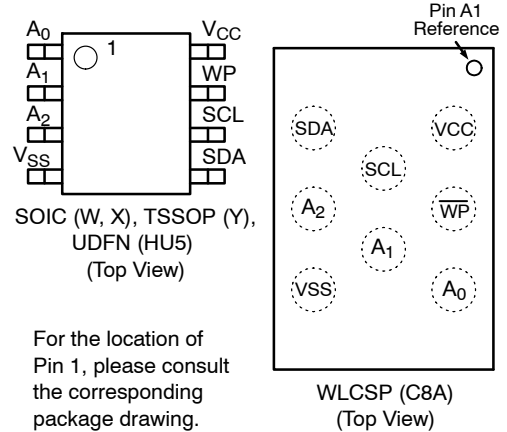 A0
VCC
1
A1
WP
A2
SCL
VSS
SDA
SOIC (W, X), TSSOP (Y),
UDFN (HU5)
(Top View)
For the location of
Pin 1, please consult
the corresponding
package drawing.
Pin A1
Reference
SDA
VCC
SCL
A2
W̅P̅
A1
VSS
A0
WLCSP (C8A)
(Top View)